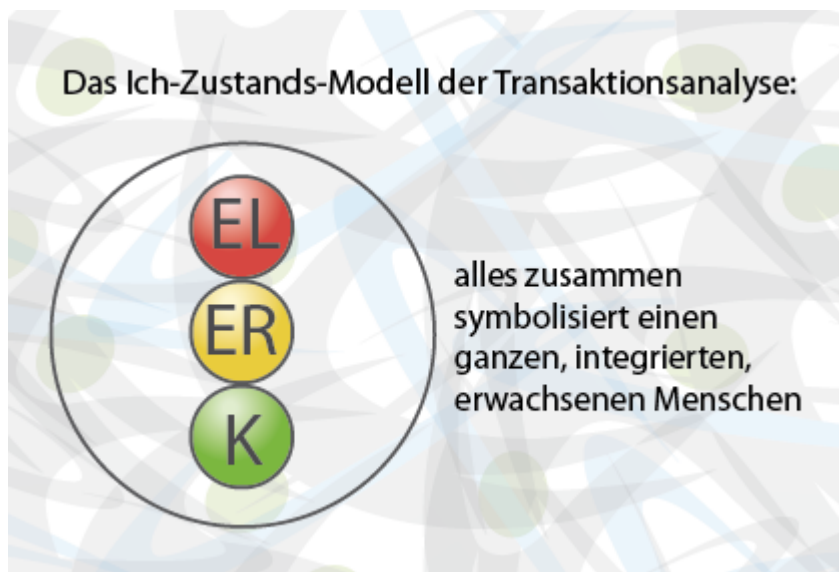 Das Ich-Zustands-Modell der Transaktionsanalyse:
EL
ER
K
alles zusammen
symbolisiert einen
ganzen, integrierten,
erwachsenen Menschen